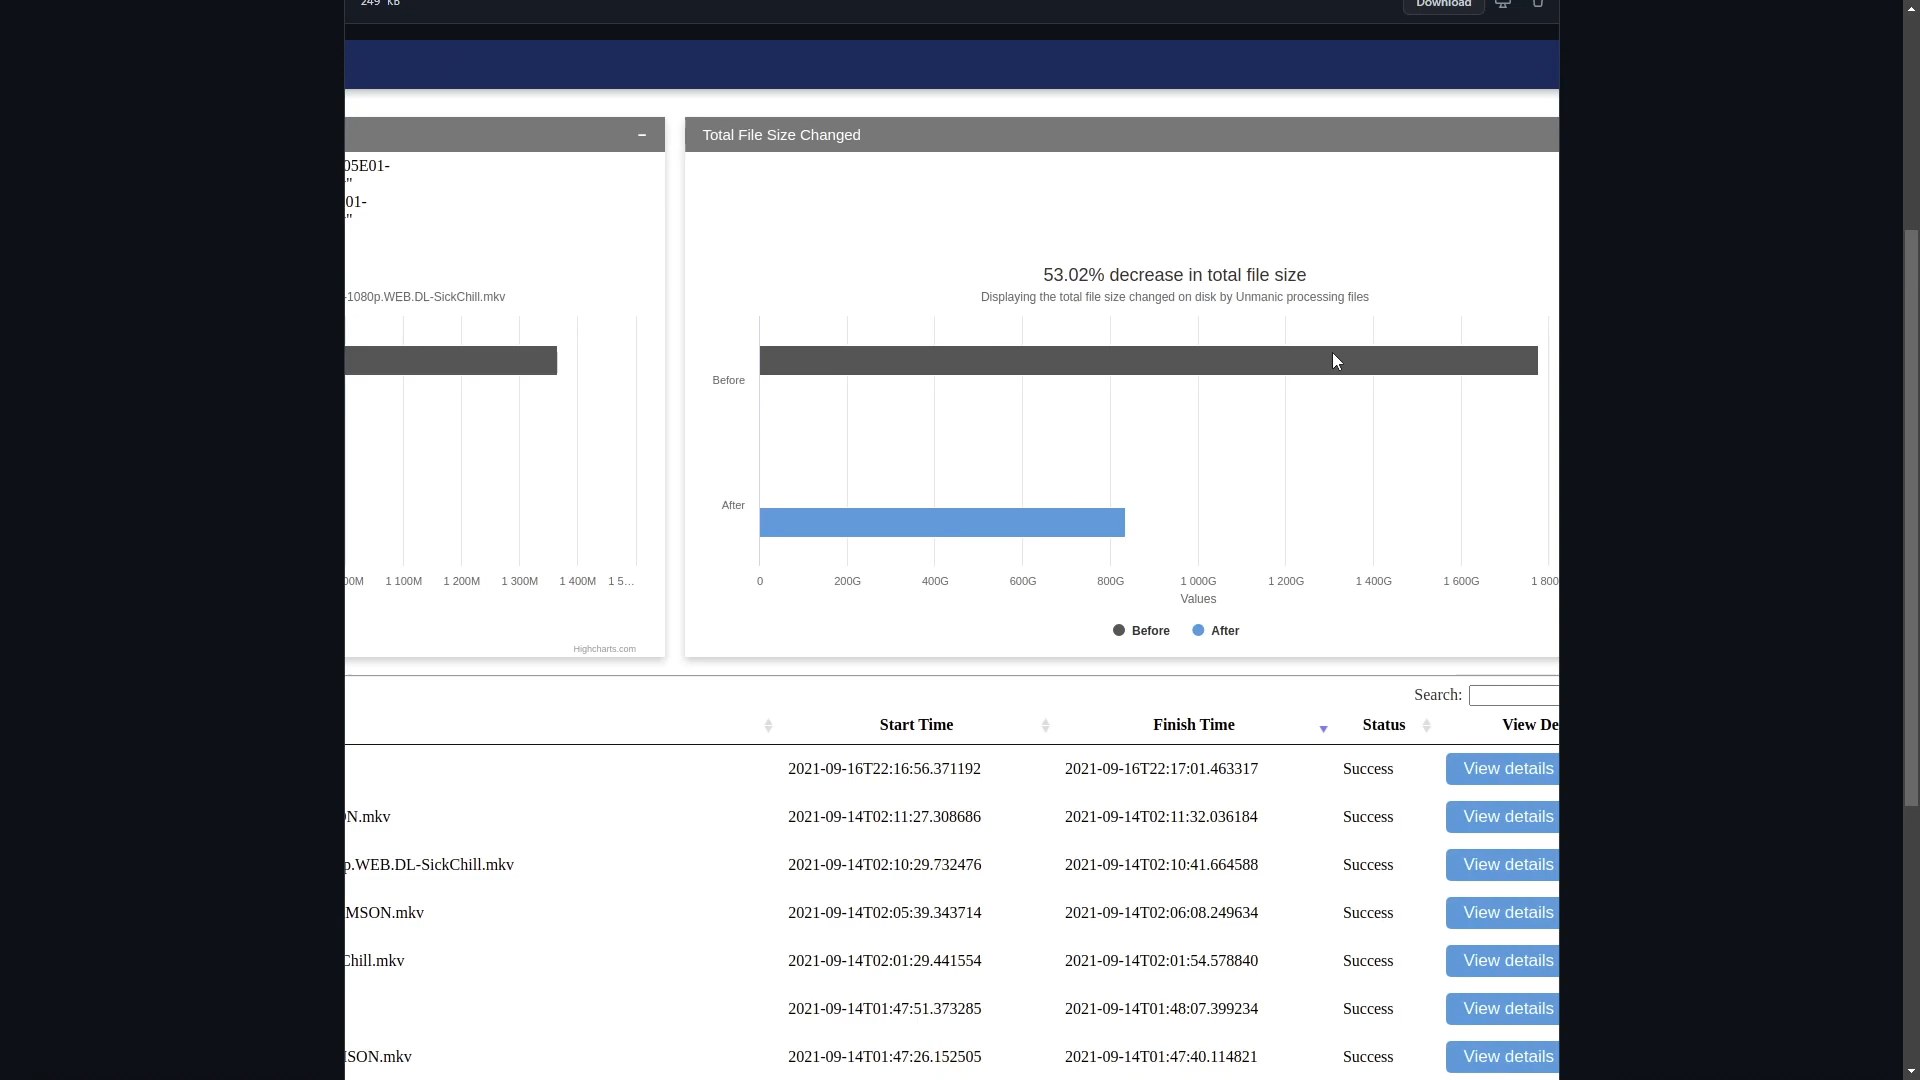 249 KB
Download
–
Total File Size Changed
05E01-
01-
53.02% decrease in total file size
-1080p.WEB.DL-SickChill.mkv
Displaying the total file size changed on disk by Unmanic processing files
Before
After
00M 1 100M 1 200M 1 300M 1 400M 1 5…
0 200G 400G 600G 800G 1 000G 1 200G 1 400G 1 600G 1 800
Values
Before After
Highcharts.com
Search:
Start Time Finish Time Status View De
2021-09-16T22:16:56.371192 2021-09-16T22:17:01.463317 Success View details
N.mkv 2021-09-14T02:11:27.308686 2021-09-14T02:11:32.036184 Success View details
p.WEB.DL-SickChill.mkv 2021-09-14T02:10:29.732476 2021-09-14T02:10:41.664588 Success View details
MSON.mkv 2021-09-14T02:05:39.343714 2021-09-14T02:06:08.249634 Success View details
Chill.mkv 2021-09-14T02:01:29.441554 2021-09-14T02:01:54.578840 Success View details
2021-09-14T01:47:51.373285 2021-09-14T01:48:07.399234 Success View details
SON.mkv 2021-09-14T01:47:26.152505 2021-09-14T01:47:40.114821 Success View details